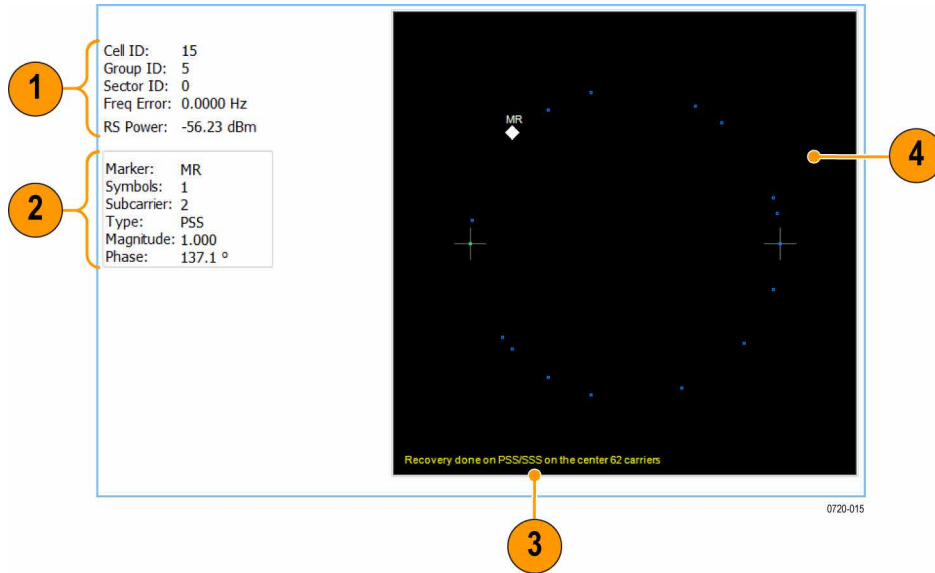 1
Cell ID: 15
Group ID: 5
Sector ID: 0
Freq Error: 0.0000 Hz
RS Power: -56.23 dBm
2
Marker: MR
Symbols: 1
Subcarrier: 2
Type: PSS
Magnitude: 1.000
Phase: 137.1 º
MR
4
Recovery done on PSS/SSS on the center 62 carriers
0720-015
3